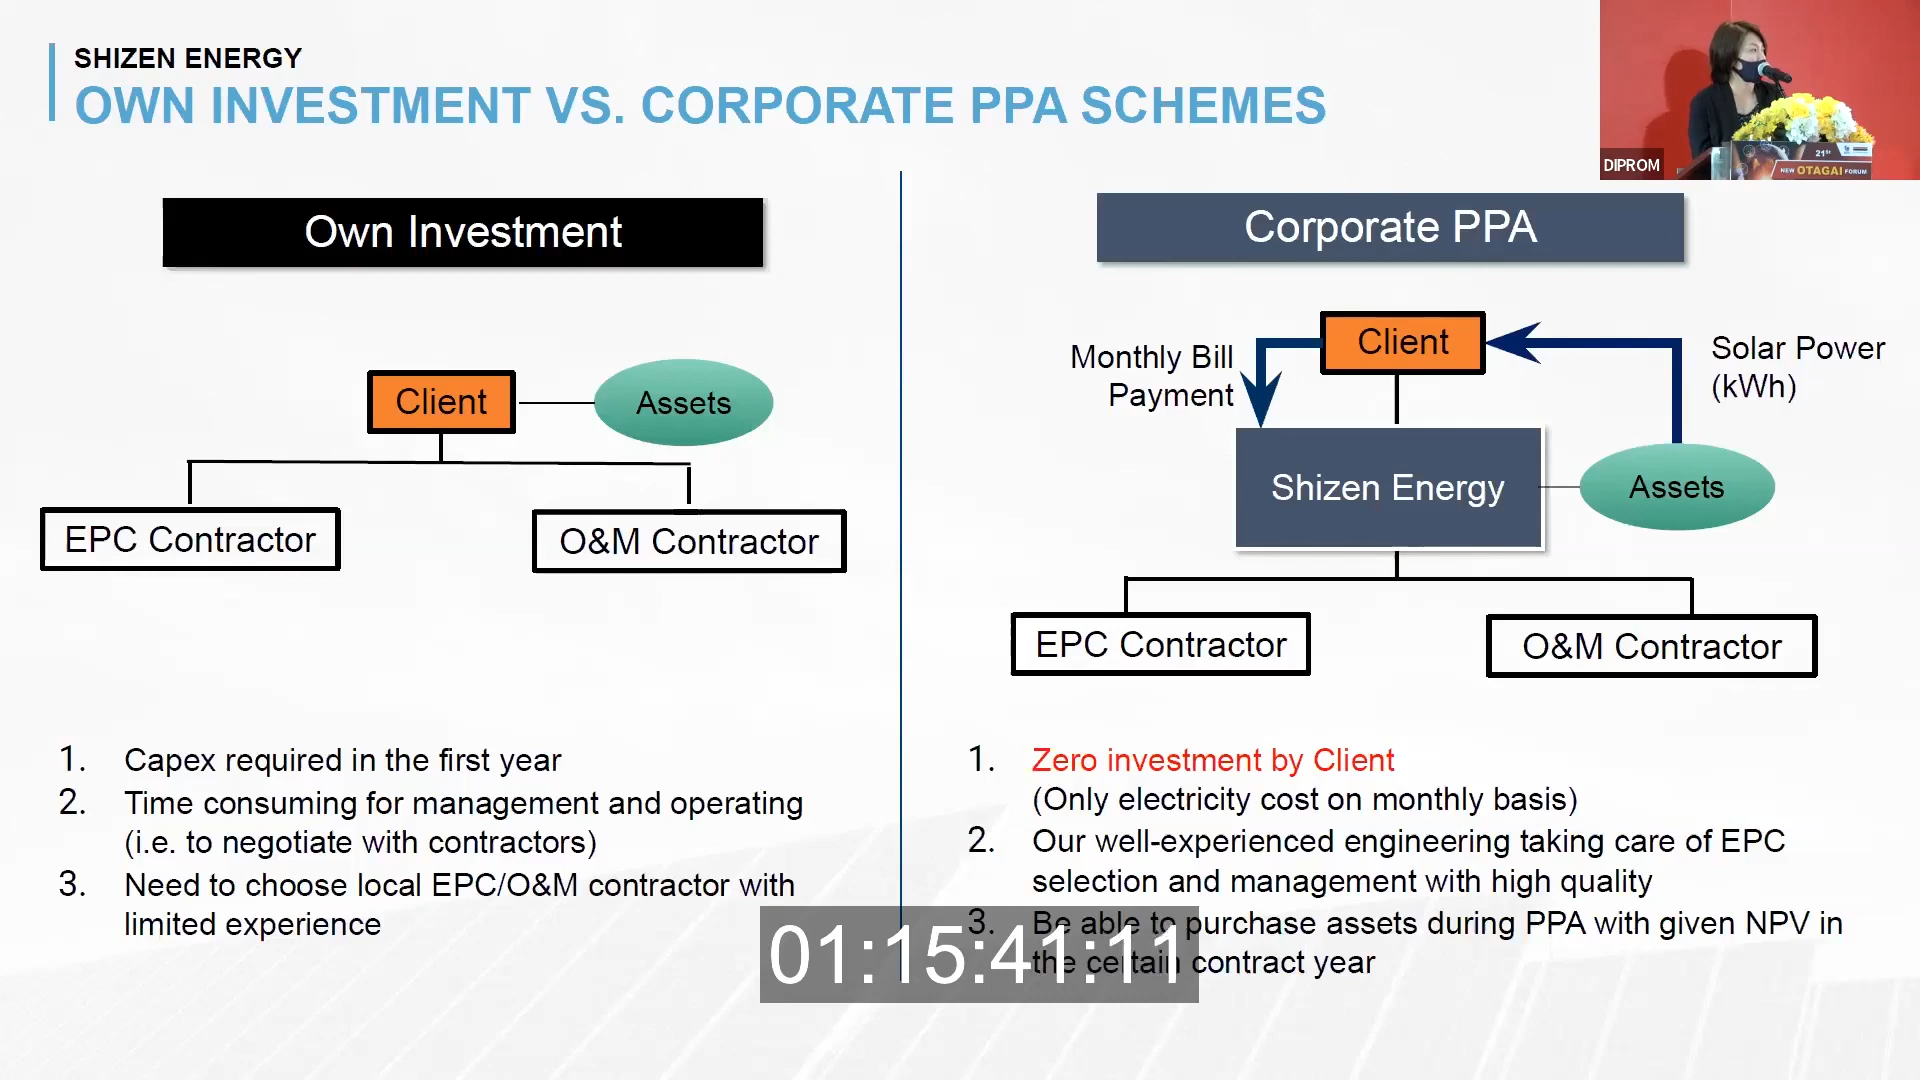 SHIZEN ENERGY
OWN INVESTMENT VS. CORPORATE PPA SCHEMES
DIPROM
21st
NEW OTAGAI FORUM
Own Investment
Client
Assets
EPC Contractor
O&M Contractor
1. Capex required in the first year
2. Time consuming for management and operating
(i.e. to negotiate with contractors)
3. Need to choose local EPC/O&M contractor with
limited experience
Corporate PPA
Monthly Bill
Payment
Client
Solar Power
(kWh)
Shizen Energy
Assets
EPC Contractor
O&M Contractor
1. Zero investment by Client
(Only electricity cost on monthly basis)
2. Our well-experienced engineering taking care of EPC
selection and management with high quality
3. Be able to purchase assets during PPA with given NPV in
the certain contract year
01:15:41:11